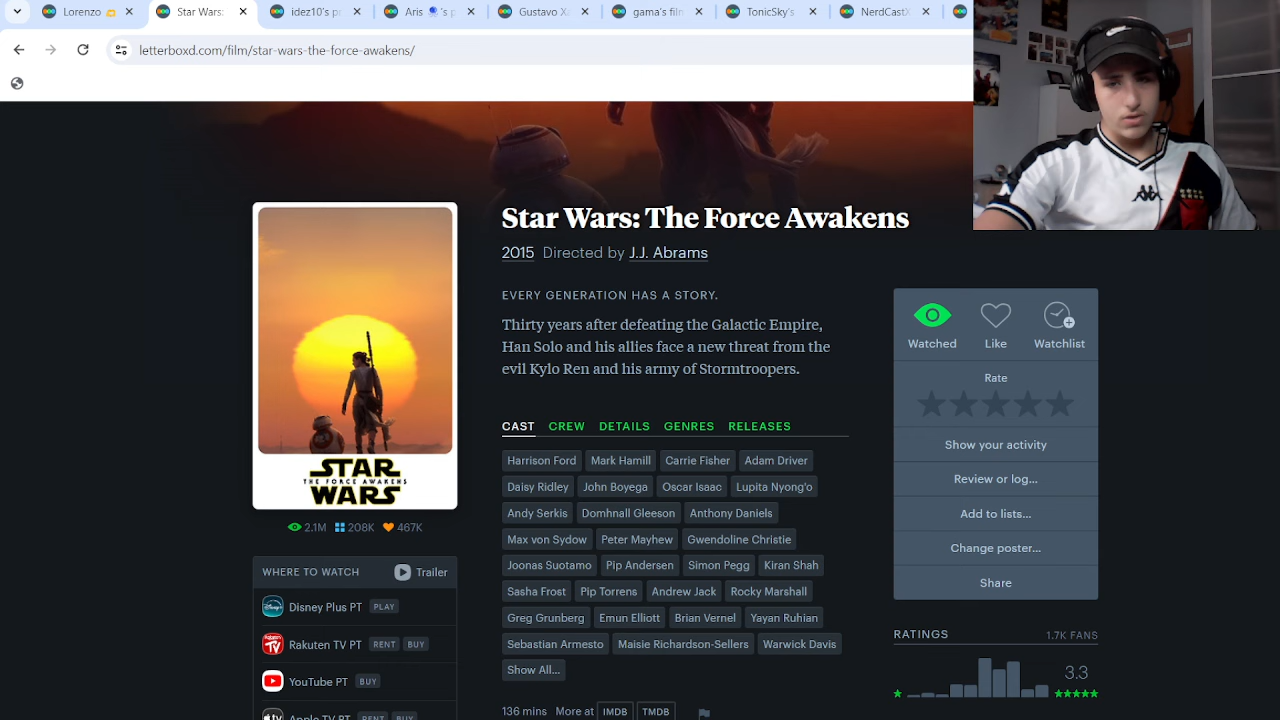 Lorenzo
Star Wars:
idez10's pr
Aris 's p
Gustavo X
gama's film
TonicSky's
NerdCastX
letterboxd.com/film/star-wars-the-force-awakens/
Star Wars: The Force Awakens
2015 Directed by J.J. Abrams
EVERY GENERATION HAS A STORY.
Thirty years after defeating the Galactic Empire,
Han Solo and his allies face a new threat from the
evil Kylo Ren and his army of Stormtroopers.
CAST CREW DETAILS GENRES RELEASES
Harrison Ford Mark Hamill Carrie Fisher Adam Driver
Daisy Ridley John Boyega Oscar Isaac Lupita Nyong'o
Andy Serkis Domhnall Gleeson Anthony Daniels
Max von Sydow Peter Mayhew Gwendoline Christie
Joonas Suotamo Pip Andersen Simon Pegg Kiran Shah
Sasha Frost Pip Torrens Andrew Jack Rocky Marshall
Greg Grunberg Emun Elliott Brian Vernel Yayan Ruhian
Sebastian Armesto Maisie Richardson-Sellers Warwick Davis
Show All...
136 mins More at IMDB TMDB
STAR
THE FORCE AWAKENS
WARS
2.1M 208K 467K
WHERE TO WATCH Trailer
Disney Plus PT PLAY
Rakuten TV PT RENT BUY
YouTube PT BUY
Apple TV PT RENT BUY
Watched Like Watchlist
Rate
Show your activity
Review or log...
Add to lists...
Change poster...
Share
RATINGS 1.7K FANS
3.3